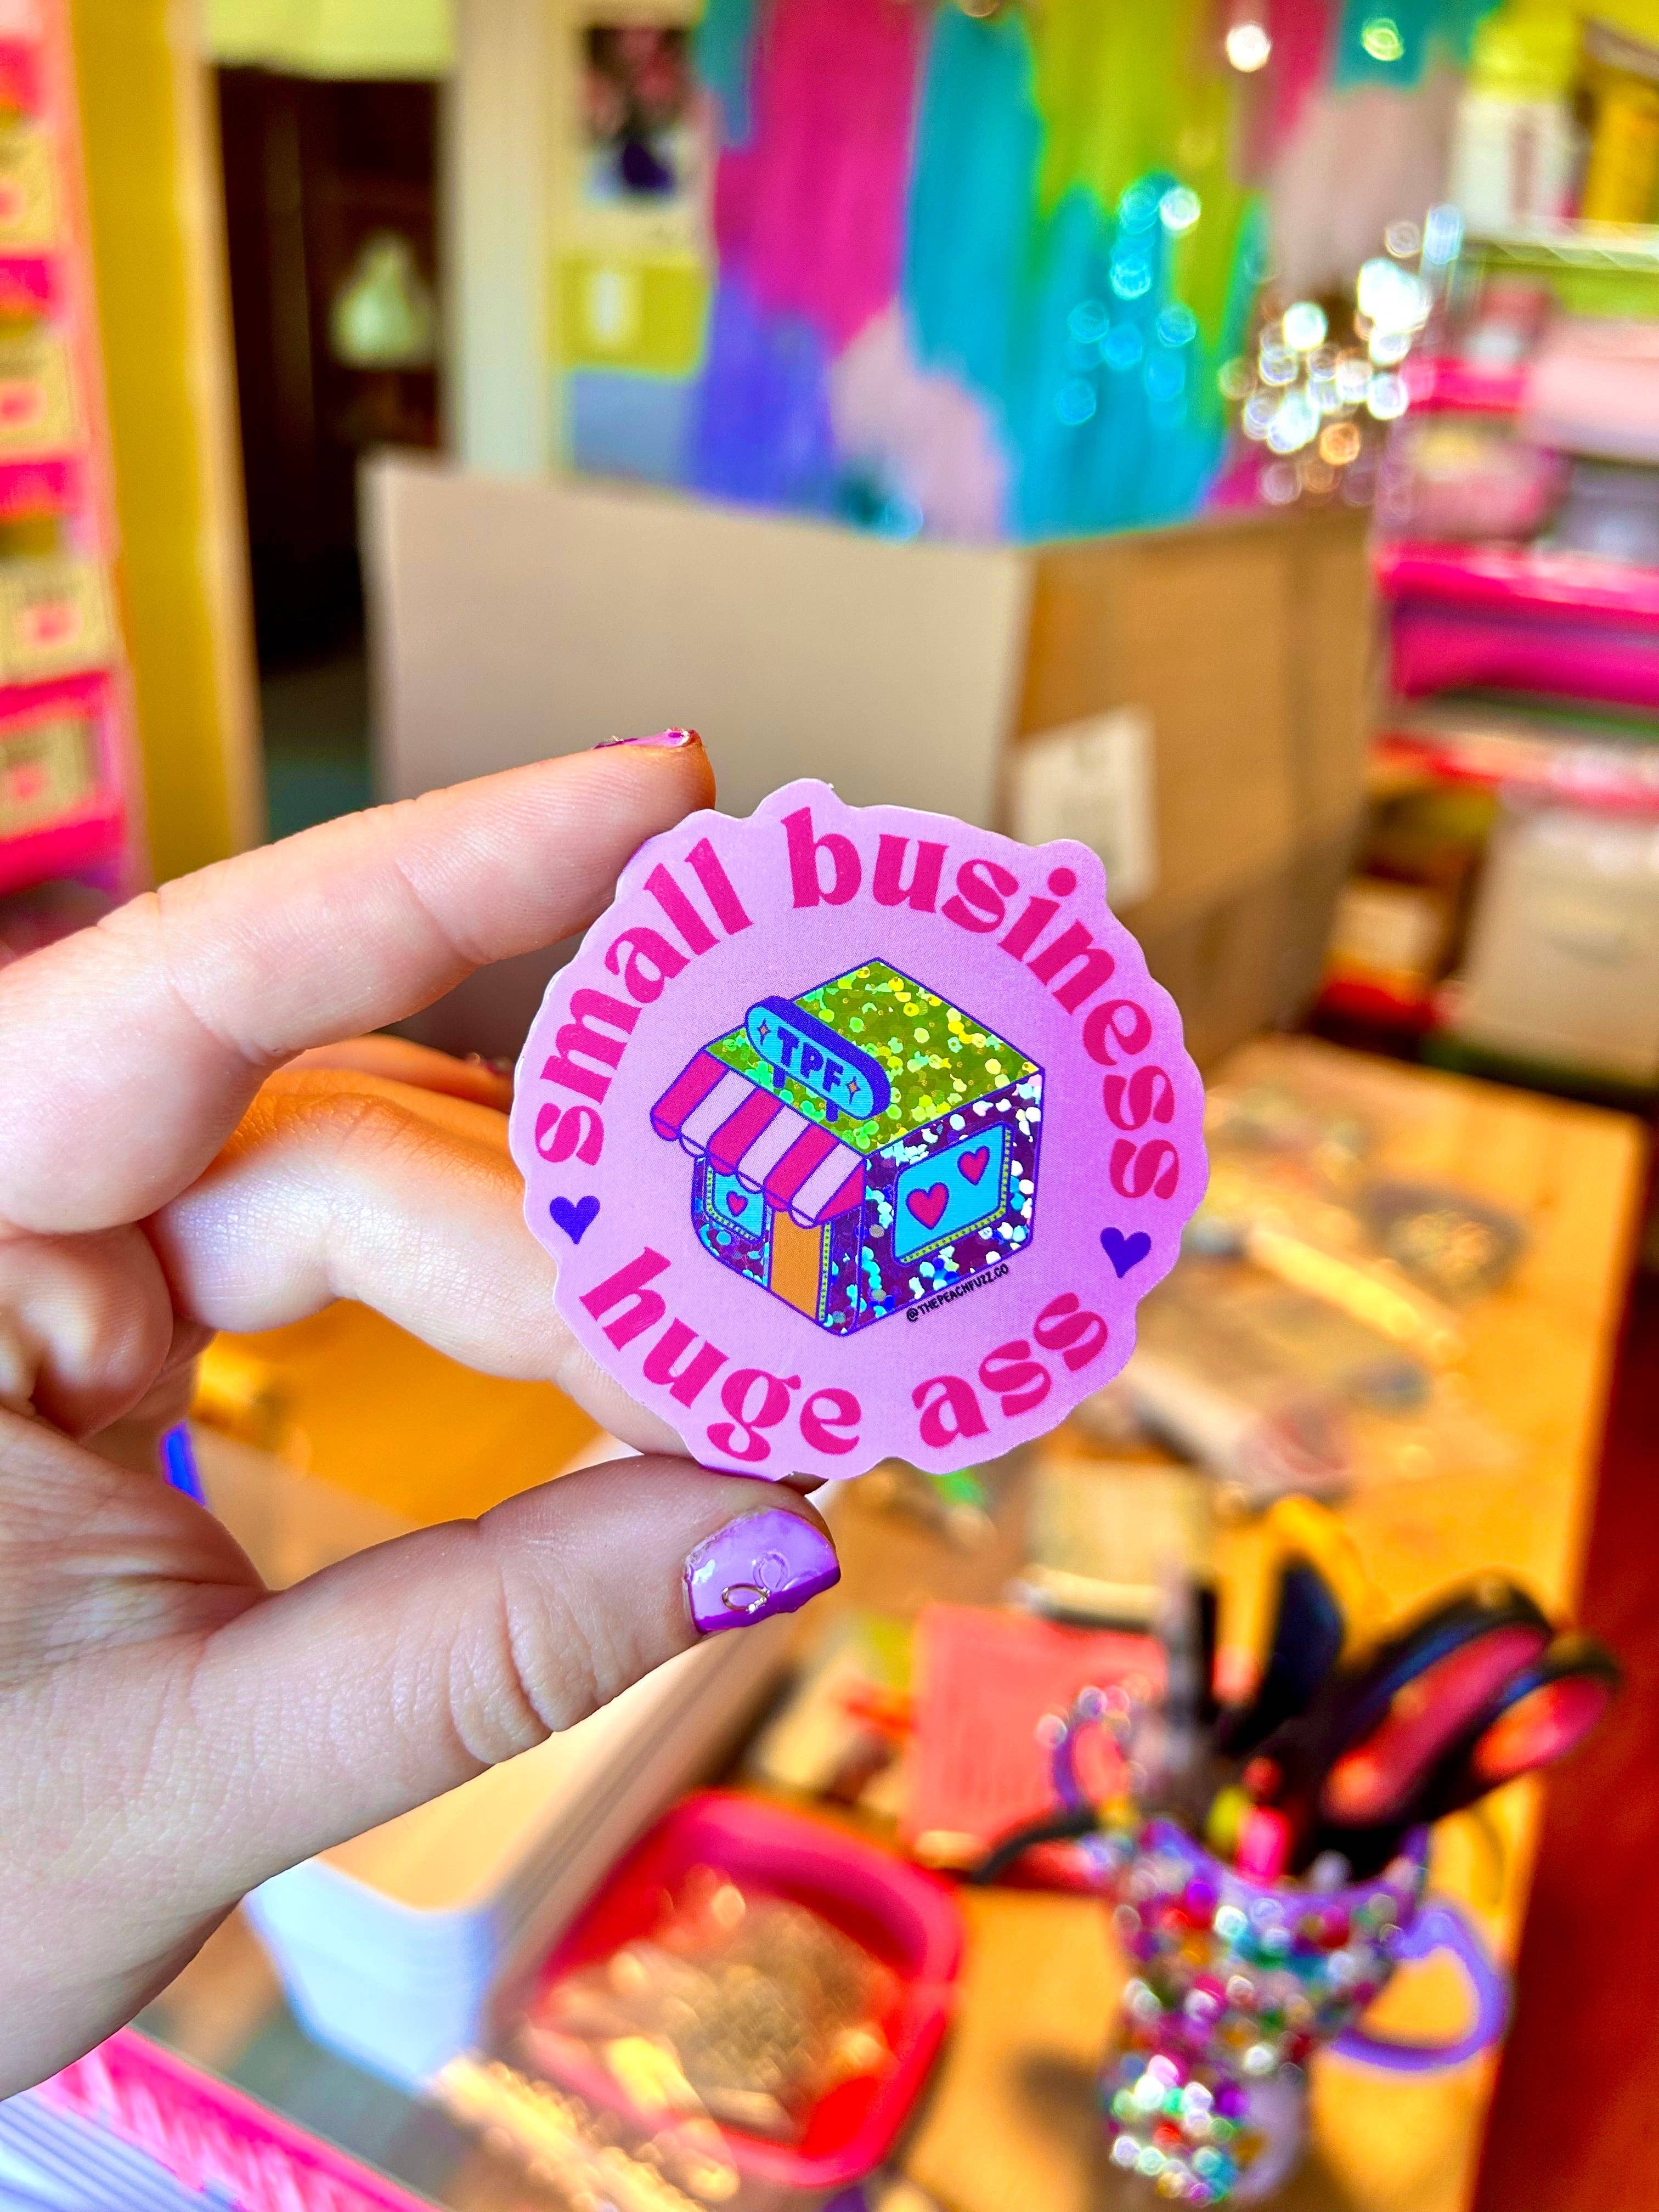 small business
TPF
@THEPEACHFUZZ.CO
huge ass